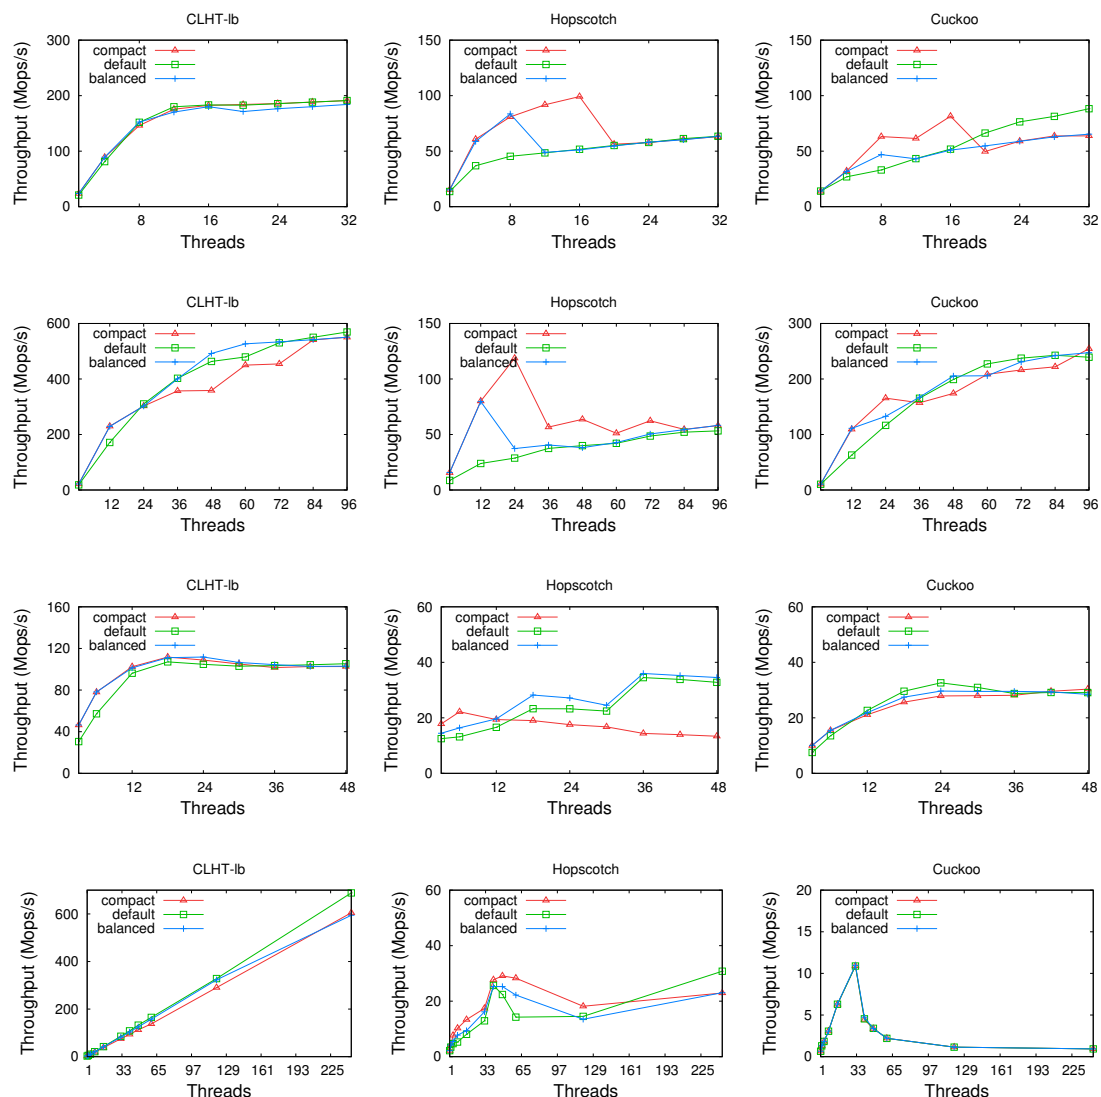 CLHT-lb
Throughput (Mops/s)
300
200
100
0
compact
default
balanced
8 16 24 32
Threads
Hopscotch
Throughput (Mops/s)
150
100
50
0
compact
default
balanced
8 16 24 32
Threads
Cuckoo
Throughput (Mops/s)
150
100
50
0
compact
default
balanced
8 16 24 32
Threads
CLHT-lb
Throughput (Mops/s)
600
400
200
0
compact
default
balanced
12 24 36 48 60 72 84 96
Threads
Hopscotch
Throughput (Mops/s)
150
100
50
0
compact
default
balanced
12 24 36 48 60 72 84 96
Threads
Cuckoo
Throughput (Mops/s)
300
200
100
0
compact
default
balanced
12 24 36 48 60 72 84 96
Threads
CLHT-lb
Throughput (Mops/s)
160
120
80
40
0
compact
default
balanced
12 24 36 48
Threads
Hopscotch
Throughput (Mops/s)
60
40
20
0
compact
default
balanced
12 24 36 48
Threads
Cuckoo
Throughput (Mops/s)
60
40
20
0
compact
default
balanced
12 24 36 48
Threads
CLHT-lb
Throughput (Mops/s)
600
400
200
0
compact
default
balanced
1 33 65 97 129 161 193 225
Threads
Hopscotch
Throughput (Mops/s)
60
40
20
0
compact
default
balanced
1 33 65 97 129 161 193 225
Threads
Cuckoo
Throughput (Mops/s)
20
15
10
5
0
compact
default
balanced
1 33 65 97 129 161 193 225
Threads